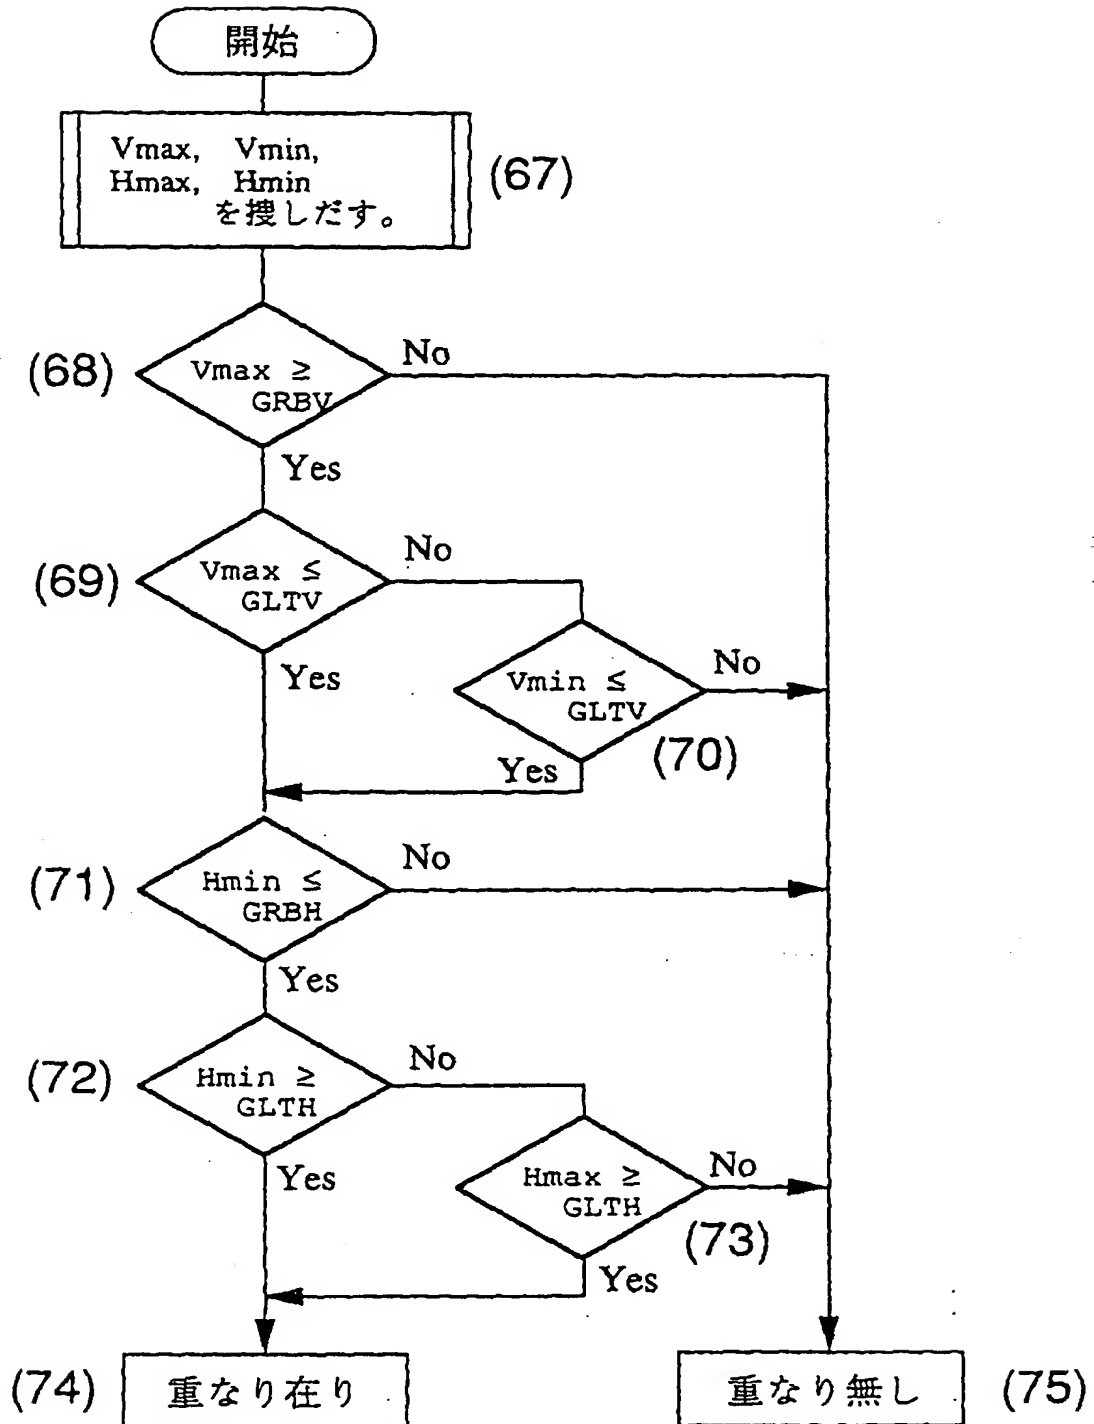 開始
Vmax, Vmin,
Hmax, Hmin
を捜しだす。
(67)
(68)
Vmax ≥
GRBV
No
Yes
(69)
Vmax ≤
GLTV
No
Yes
Vmin ≤
GLTV
No
(70)
Yes
(71)
Hmin ≤
GRBH
No
Yes
(72)
Hmin ≥
GLTH
No
Yes
Hmax ≥
GLTH
No
(73)
Yes
(74)
重なり在り
重なり無し
(75)